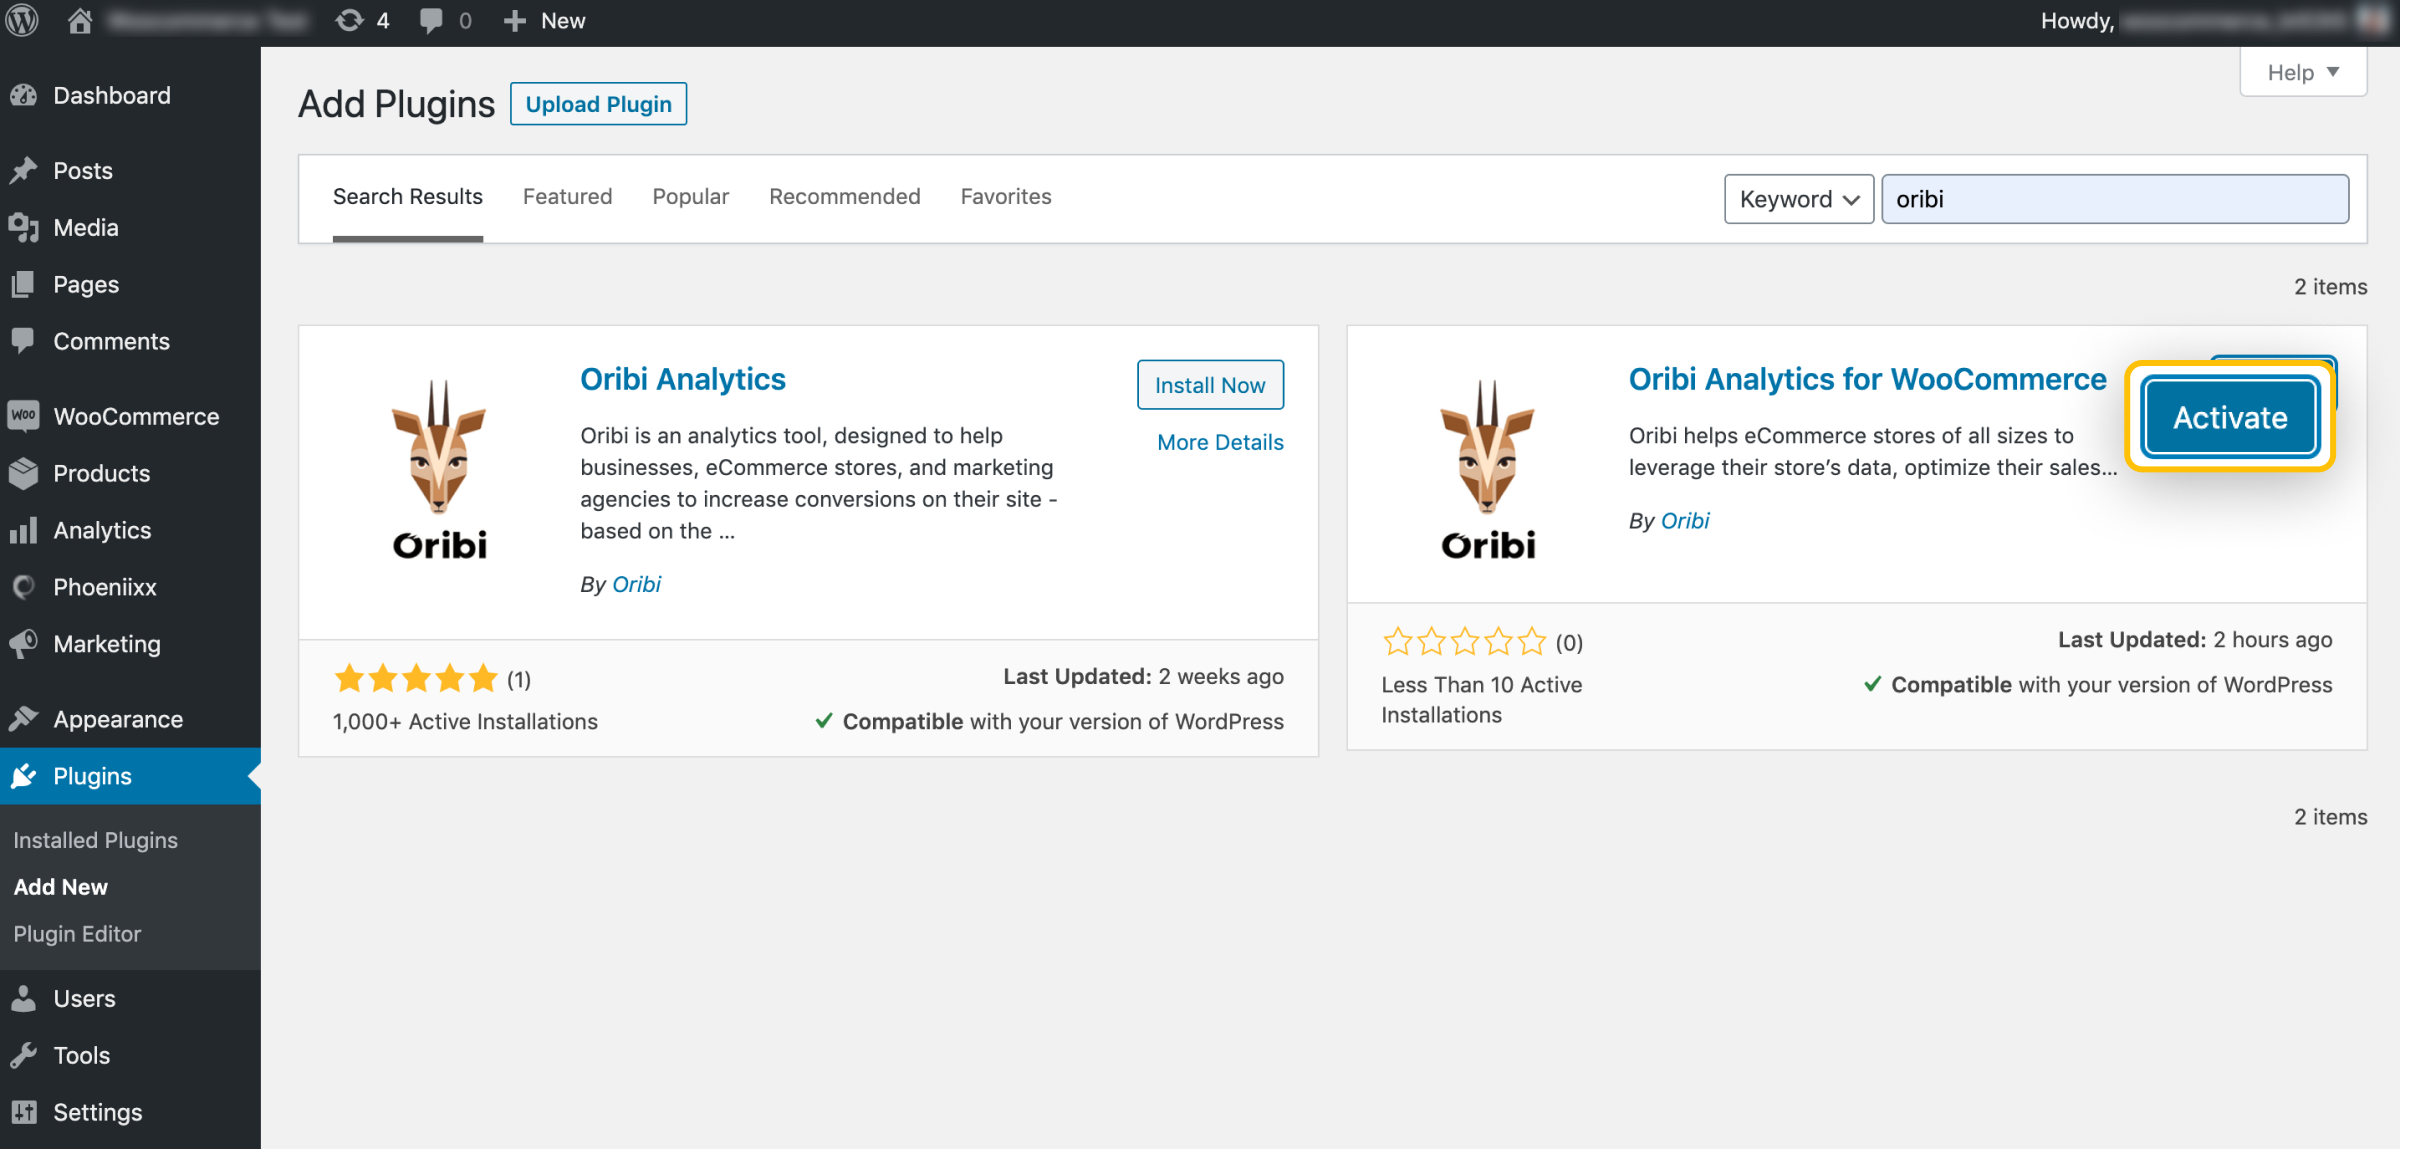 4 0 New
Howdy,
Help
Dashboard
Posts
Media
Pages
Comments
Woo WooCommerce
Products
Analytics
Phoeniixx
Marketing
Appearance
Plugins
Installed Plugins
Add New
Plugin Editor
Users
Tools
Settings
Add Plugins Upload Plugin
Search Results Featured Popular Recommended Favorites Keyword oribi
2 items
Oribi
Oribi Analytics
Install Now
More Details
Oribi is an analytics tool, designed to help
businesses, eCommerce stores, and marketing
agencies to increase conversions on their site -
based on the ...
By Oribi
(1)
1,000+ Active Installations
Last Updated: 2 weeks ago
Compatible with your version of WordPress
Oribi
Oribi Analytics for WooCommerce
Activate
Oribi helps eCommerce stores of all sizes to
leverage their store’s data, optimize their sales...
By Oribi
(0)
Less Than 10 Active
Installations
Last Updated: 2 hours ago
Compatible with your version of WordPress
2 items